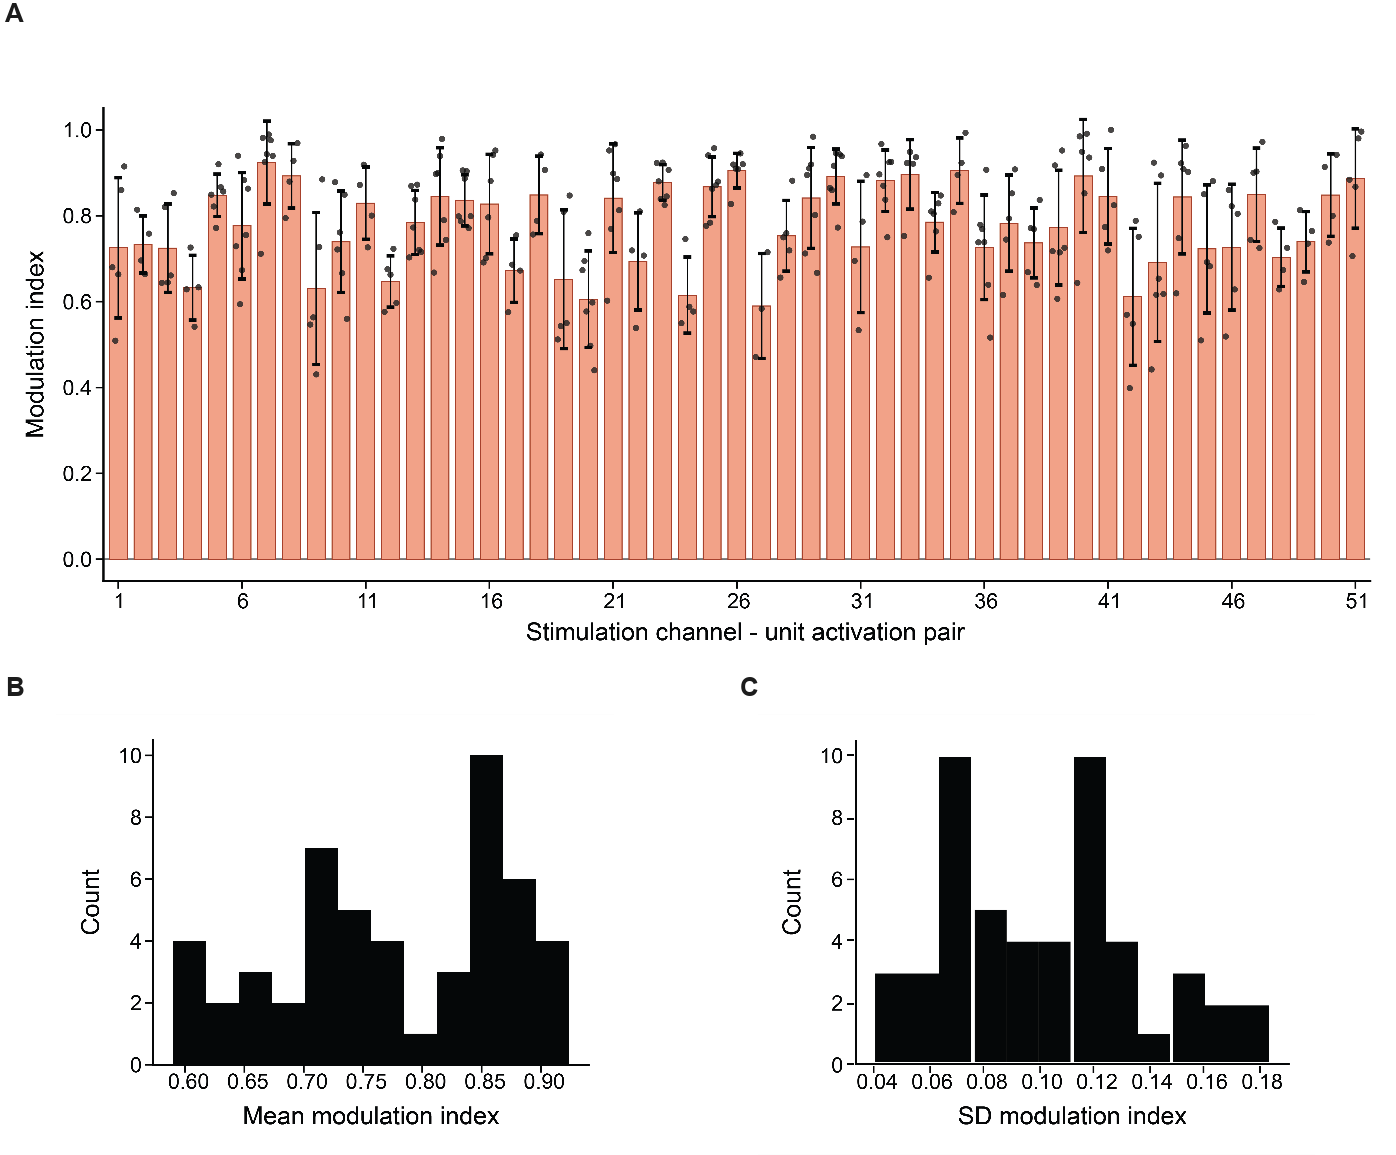 A
Modulation index
1.0
0.8
0.6
0.4
0.2
0.0
1 6 11 16 21 26 31 36 41 46 51
Stimulation channel - unit activation pair
B
Count
10
8
6
4
2
0
0.60 0.65 0.70 0.75 0.80 0.85 0.90
Mean modulation index
C
Count
10
8
6
4
2
0
0.04 0.06 0.08 0.10 0.12 0.14 0.16 0.18
SD modulation index